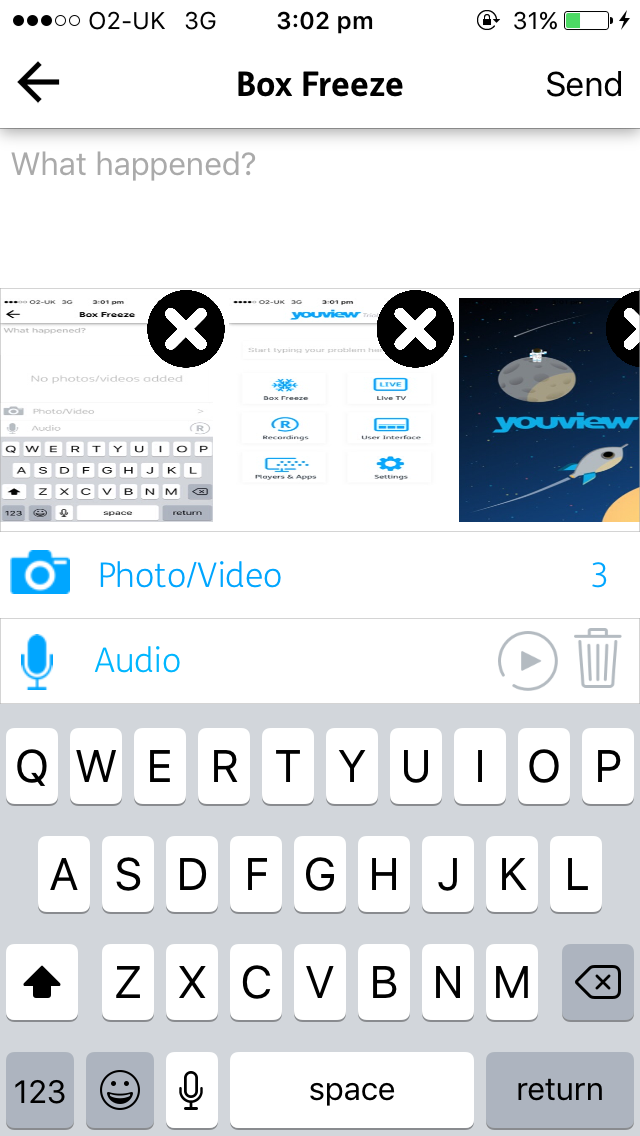 O2-UK 3G 3:02 pm 31%
Box Freeze Send
What happened?
O2-UK 3G 3:01 pm
Box Freeze
What happened?
No photos/videos added
Photo/Video >
Audio R
Q W E R T Y U I O P
A S D F G H J K L
Z X C V B N M
123 space return
O2-UK 3G 3:01 pm
youview
Start typing your problem
Box Freeze
LIVE
Live TV
R
Recordings
User Interface
Players & Apps
Settings
youview
Photo/Video 3
Audio
Q W E R T Y U I O P
A S D F G H J K L
Z X C V B N M
123 space return